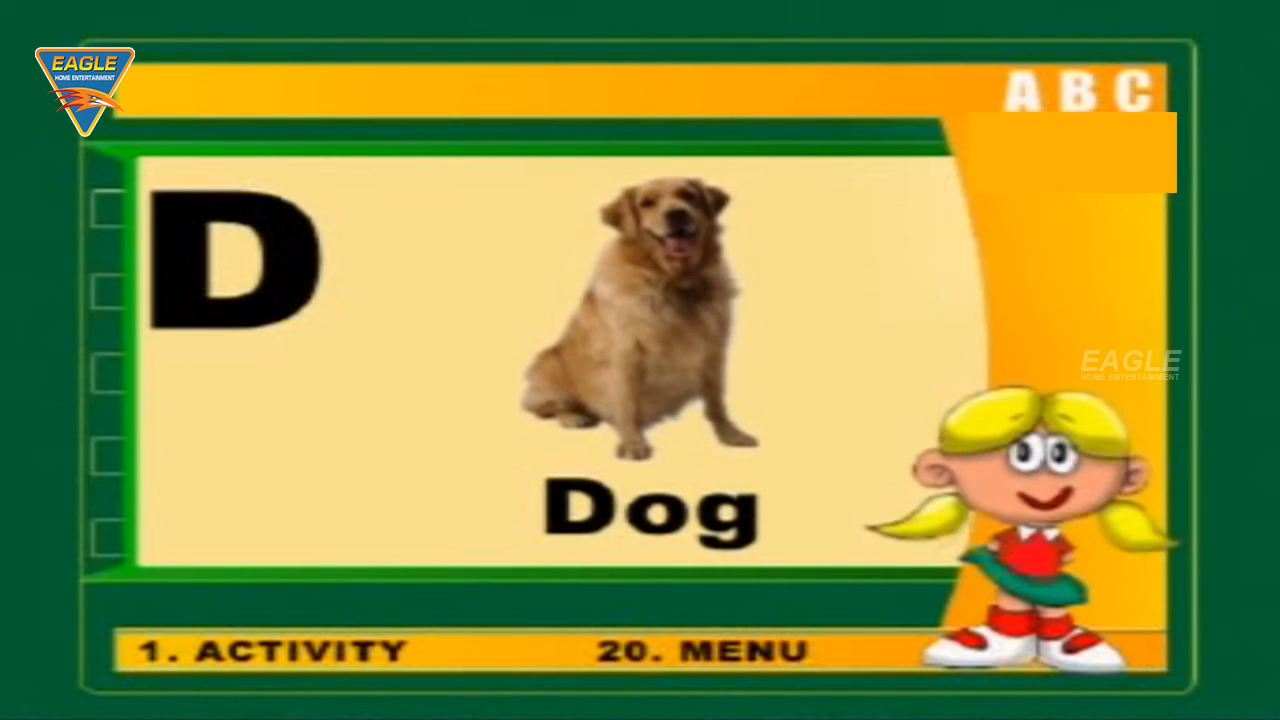 EAGLE
HOME ENTERTAINMENT
A B C
D
EAGLE
HOME ENTERTAINMENT
Dog
1. ACTIVITY
20. MENU